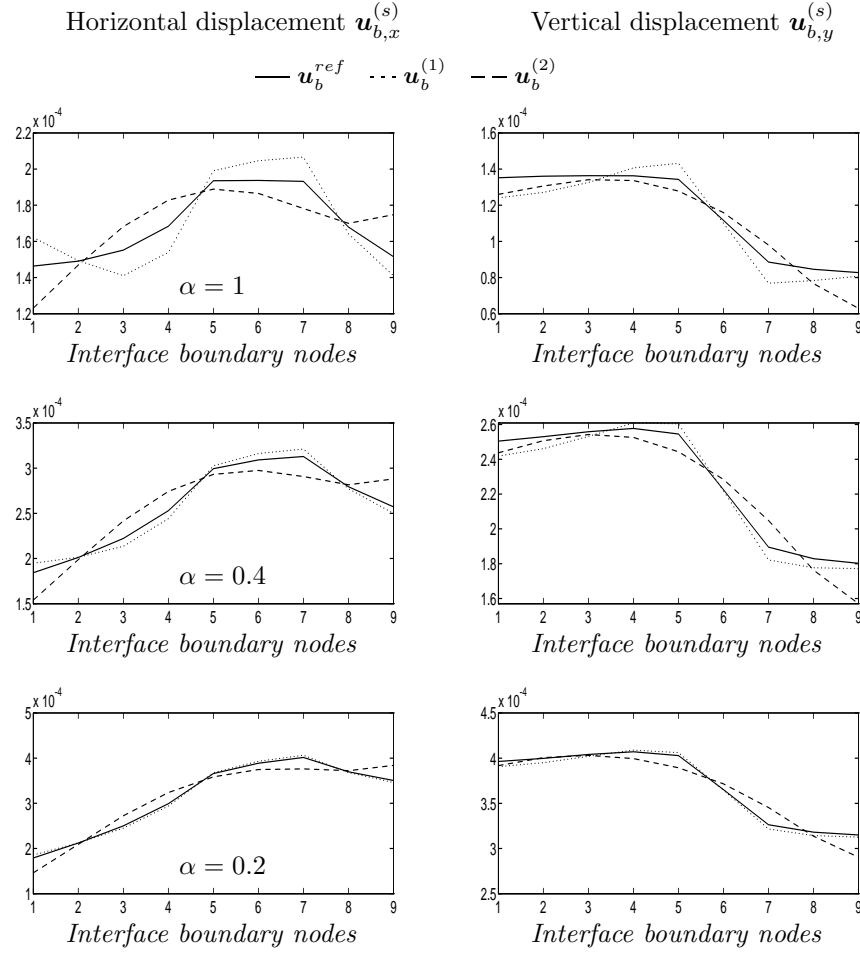 Horizontal displacement u_{b,x}^{(s)} Vertical displacement u_{b,y}^{(s)}
u_b^{ref} u_b^{(1)} u_b^{(2)}
x 10^{-4}
2.2
2
1.8
1.6
1.4
1.2
α = 1
1 2 3 4 5 6 7 8 9
Interface boundary nodes
x 10^{-4}
1.6
1.4
1.2
1
0.8
0.6
1 2 3 4 5 6 7 8 9
Interface boundary nodes
x 10^{-4}
3.5
3
2.5
2
1.5
α = 0.4
1 2 3 4 5 6 7 8 9
Interface boundary nodes
x 10^{-4}
2.6
2.4
2.2
2
1.8
1.6
1 2 3 4 5 6 7 8 9
Interface boundary nodes
x 10^{-4}
5
4
3
2
1
α = 0.2
1 2 3 4 5 6 7 8 9
Interface boundary nodes
x 10^{-4}
4.5
4
3.5
3
2.5
1 2 3 4 5 6 7 8 9
Interface boundary nodes